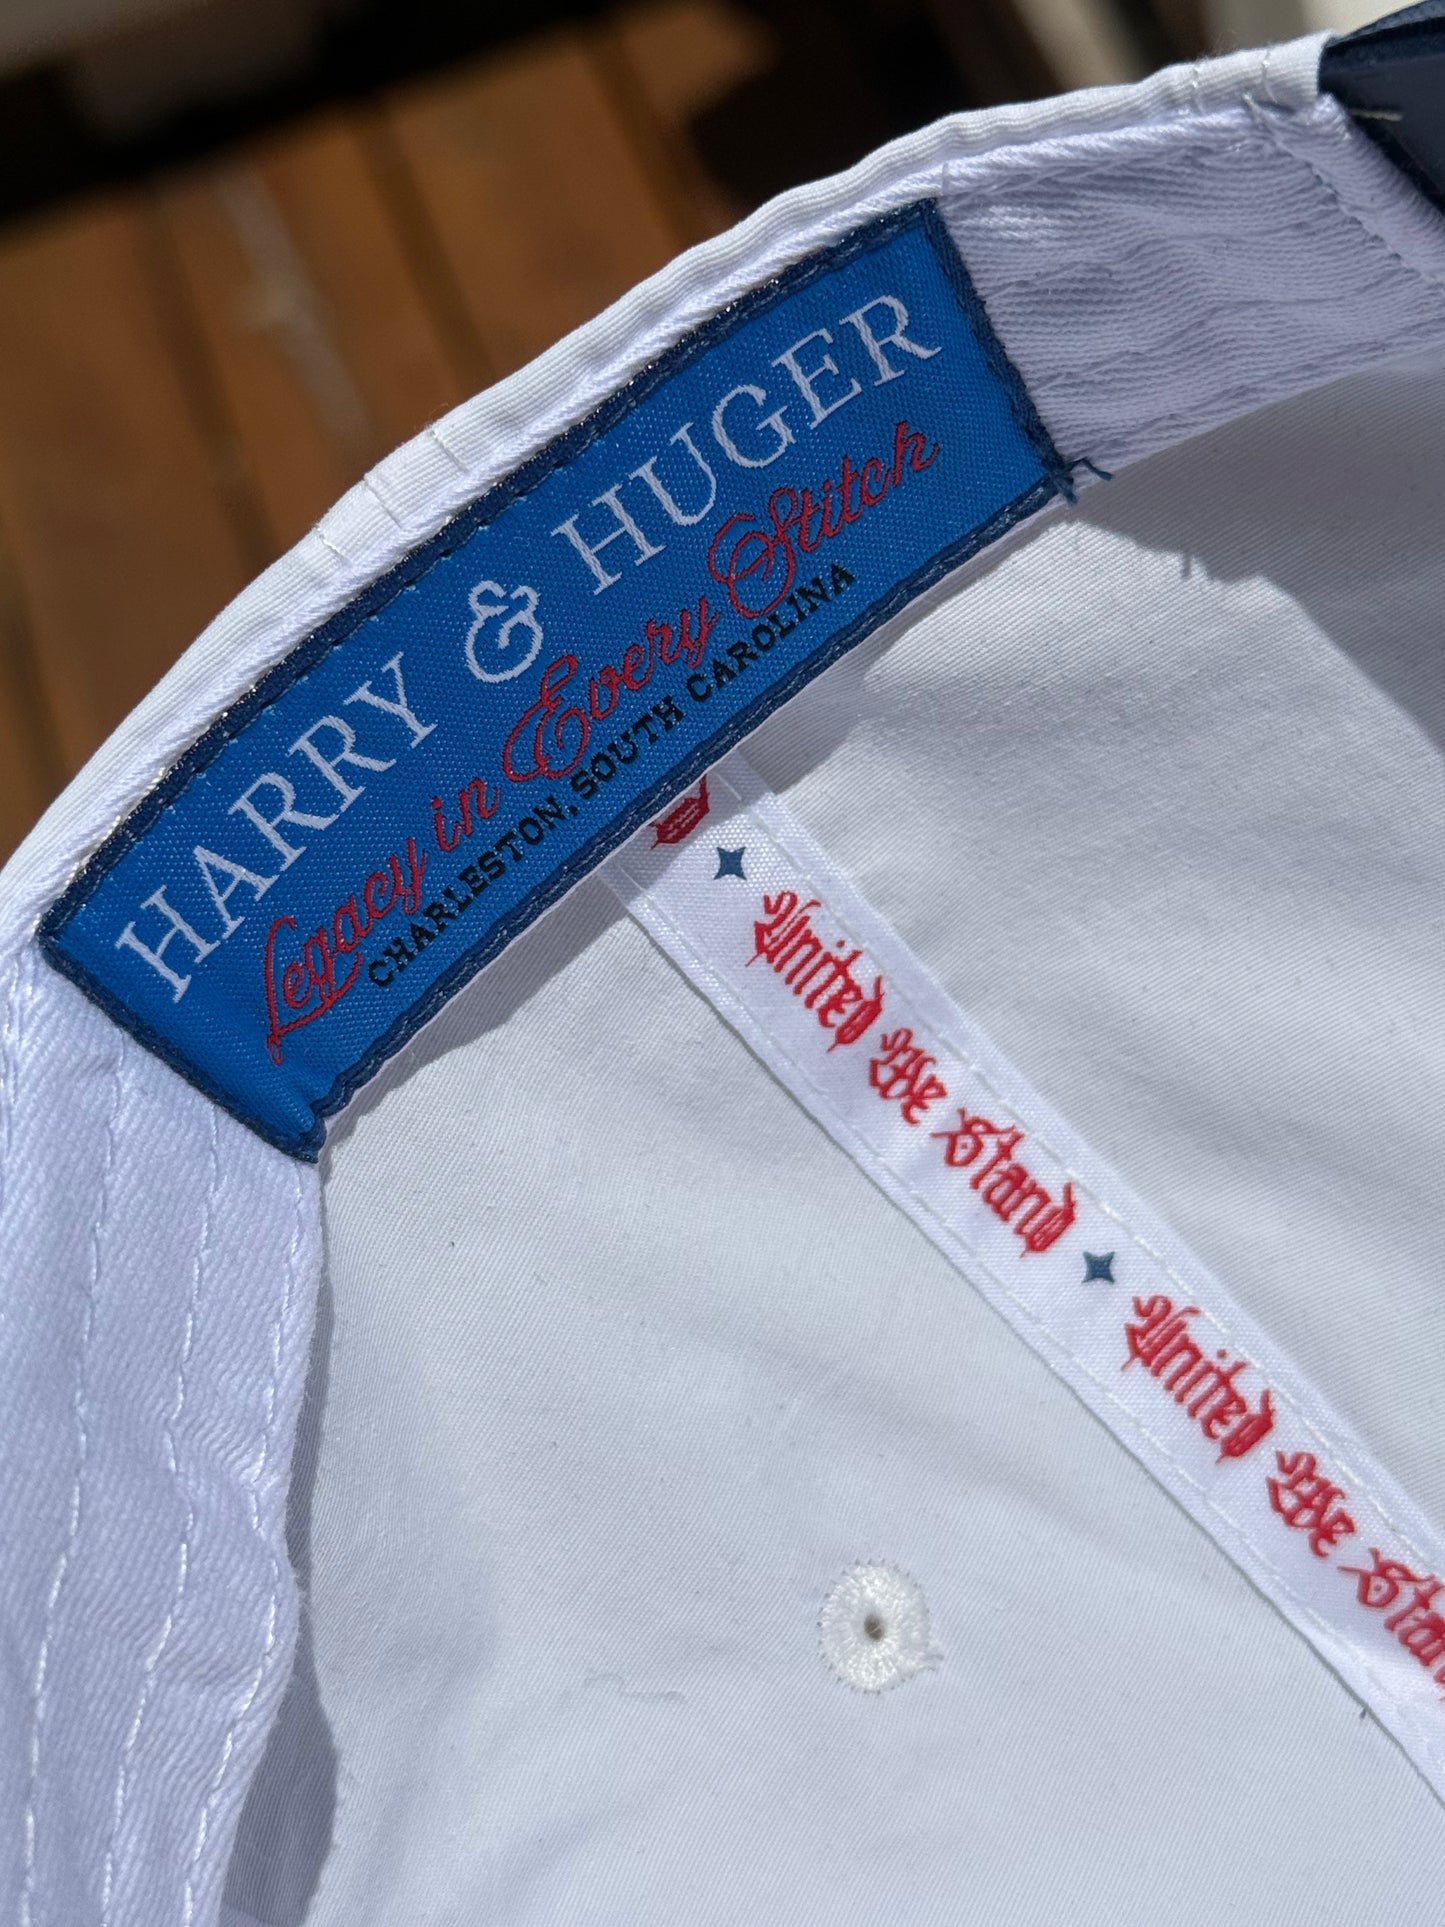 HARRY & HUGER
Legacy in Every Stitch
CHARLESTON, SOUTH CAROLINA
United We Stand
United We Stand